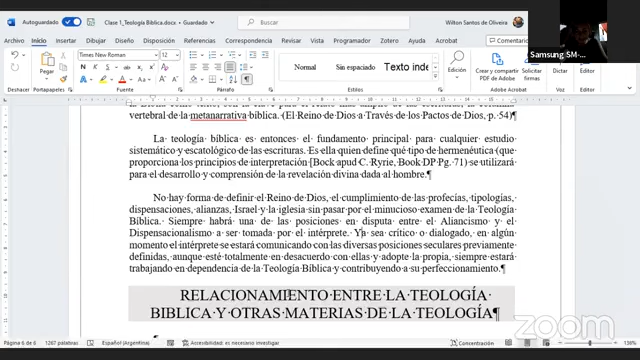 Autoguardado
Clase 1_Teología Bíblica.docx • Guardado
Wilton Santos de Oliveira
Archivo Inicio Insertar Dibujar Diseño Disposición Referencias Correspondencia Revisar Vista Programador Zotero Ayuda Acrobat Comentarios
Times New Roman 12
Pegar
Normal Sin espaciado Texto inde
Edición
Crear y compartir Adobe PDF
Solicitar firmas
Dictar
Portapapeles Fuente Párrafo Estilos
Samsung SM-...
vertebral de la metanarrativa bíblica. (El Reino de Dios a Través de los Pactos de Dios, p. 54)¶
La teología bíblica es entonces el fundamento principal para cualquier estudio
sistemático y escatológico de las escrituras. Es ella quien define qué tipo de hermenéutica (que
proporciona los principios de interpretación [Bock apud C. Ryrie, Book DP Pg. 71) se utilizará
para el desarrollo y comprensión de la revelación divina dada al hombre.¶
No hay forma de definir el Reino de Dios, el cumplimiento de las profecías, tipologías,
dispensaciones, alianzas, Israel y la iglesia sin pasar por el minucioso examen de la Teología
Bíblica. Siempre habrá una de las posiciones en disputa entre el Aliancismo y el
Dispensacionalismo a ser tomada por el intérprete. Ya sea crítico o dialogado, en algún
momento el intérprete se estará comunicando con las diversas posiciones seculares previamente
definidas, aunque esté totalmente en desacuerdo con ellas y adopte la propia, siempre estará
trabajando en dependencia de la Teología Bíblica y contribuyendo a su perfeccionamiento.¶
RELACIONAMIENTO ENTRE LA TEOLOGÍA
BIBLICA Y OTRAS MATERIAS DE LA TEOLOGÍA¶
¶
Página 6 de 6 1267 palabras Español (Argentina) Accesibilidad: es necesario investigar Concentración 138%
zoom